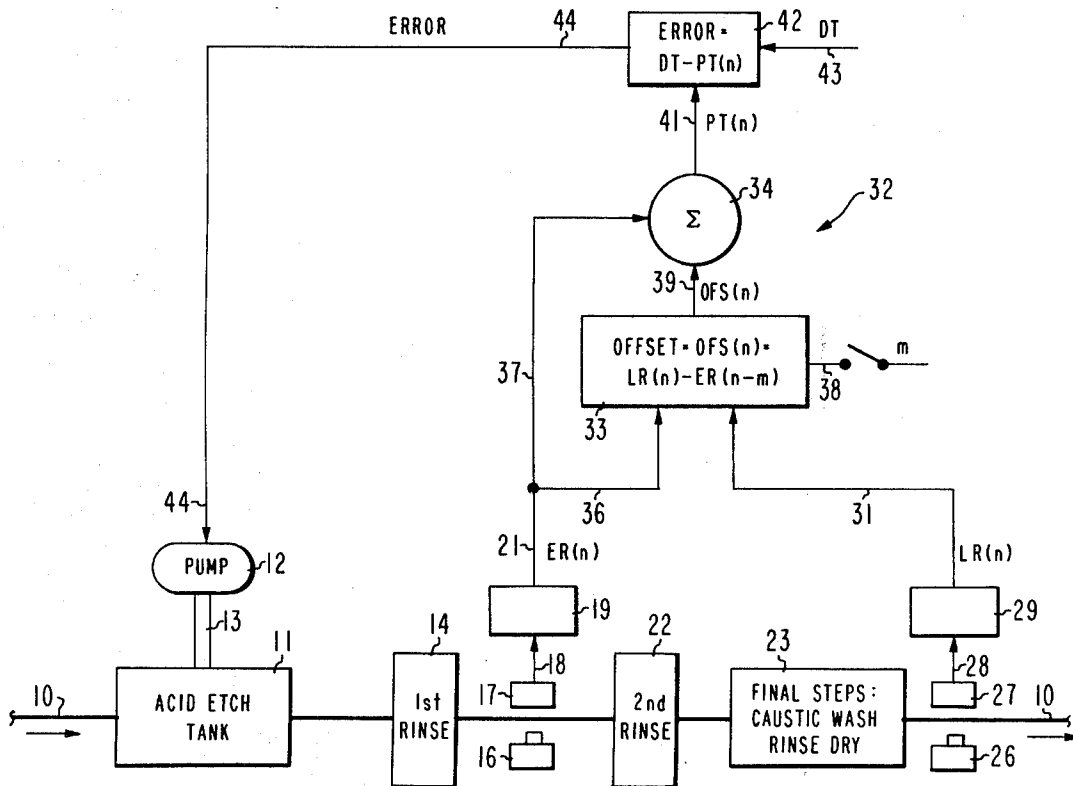 ERROR
44
42
ERROR=
DT-PT(n)
DT
43
41
PT(n)
34
32
Σ
39
OFS(n)
37
OFFSET=OFS(n)=
LR(n)-ER(n-m)
33
38
m
44
36
31
PUMP
12
21
ER(n)
LR(n)
13
19
29
11
14
18
22
23
28
17
27
10
ACID ETCH
TANK
1st
RINSE
16
2nd
RINSE
FINAL STEPS:
CAUSTIC WASH
RINSE DRY
26
10